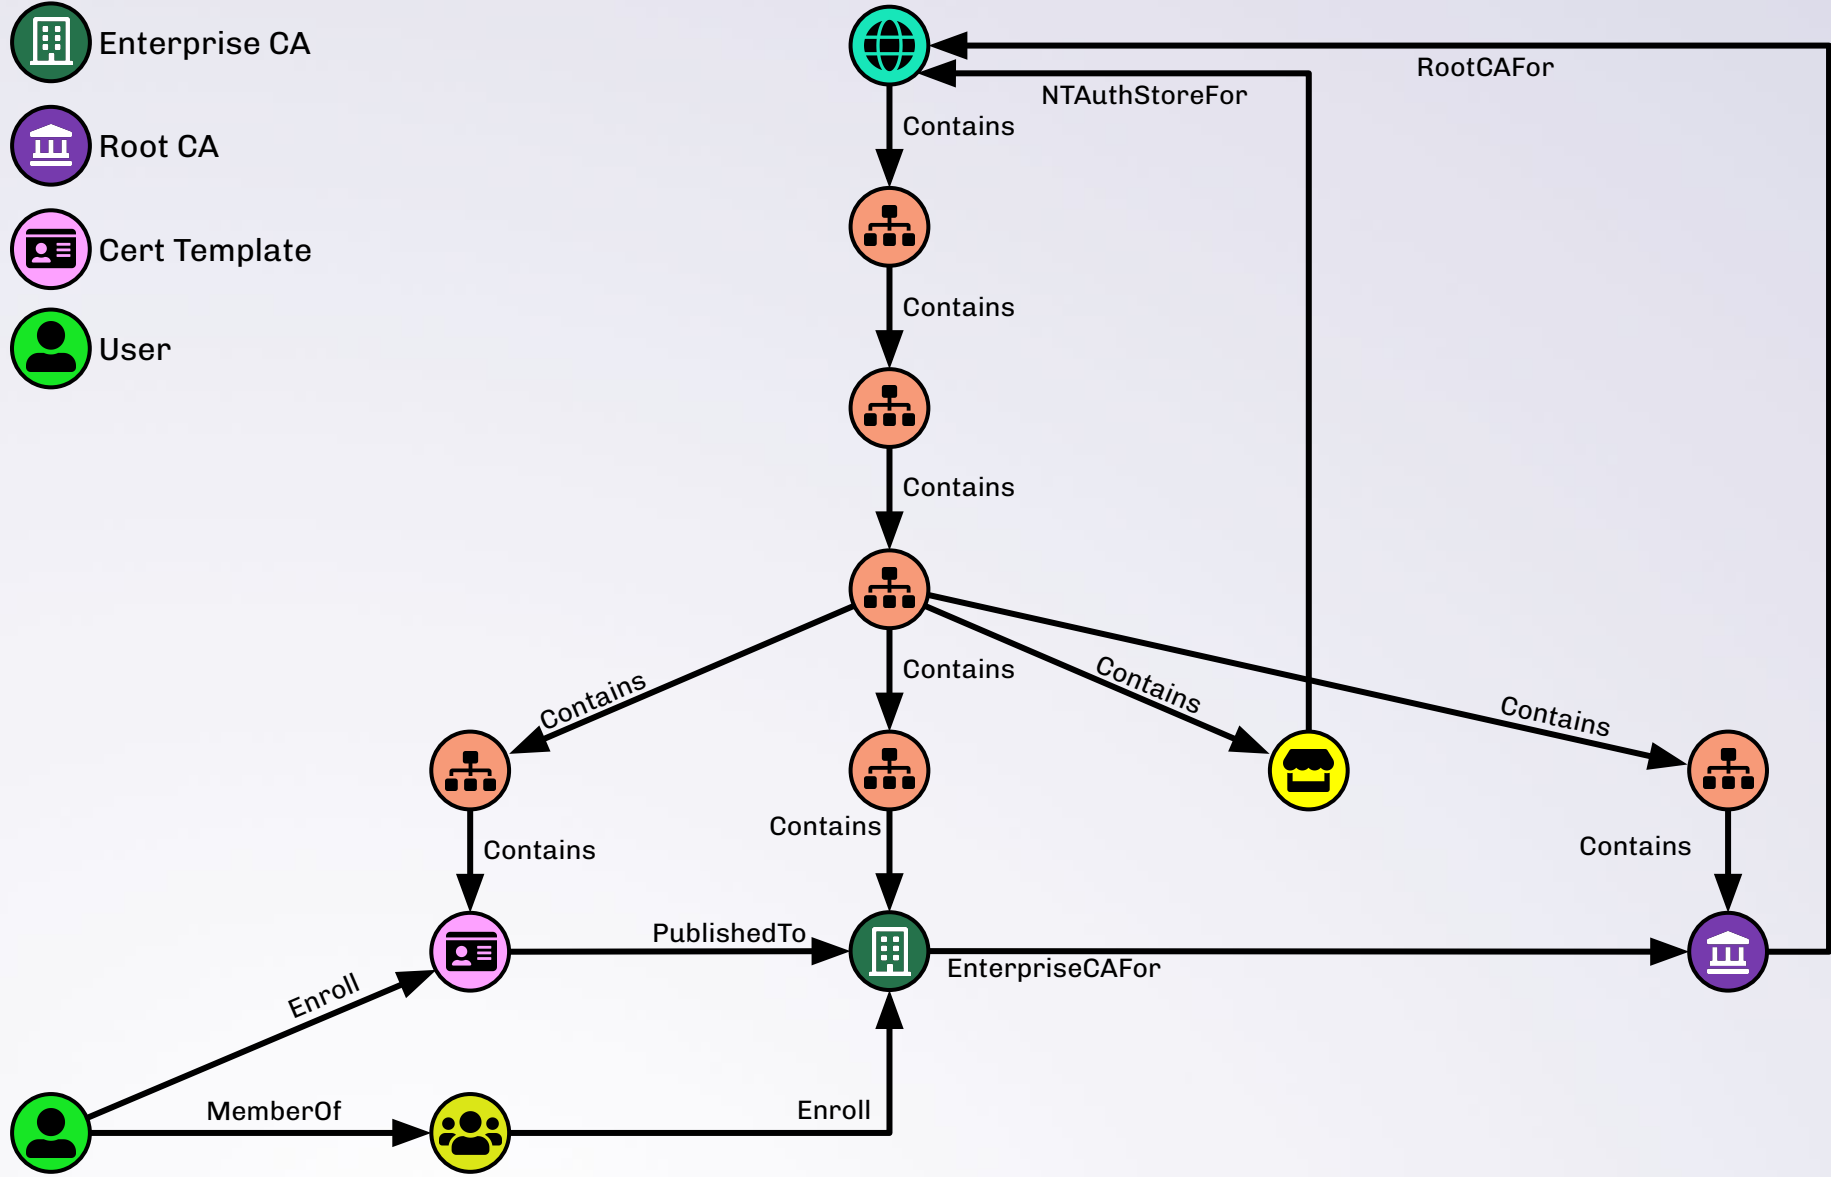 Enterprise CA
Root CA
Cert Template
User
RootCAFor
NTAuthStoreFor
Contains
Contains
Contains
Contains
Contains
Contains
Contains
Contains
Contains
Contains
PublishedTo
EnterpriseCAFor
Enroll
MemberOf
Enroll